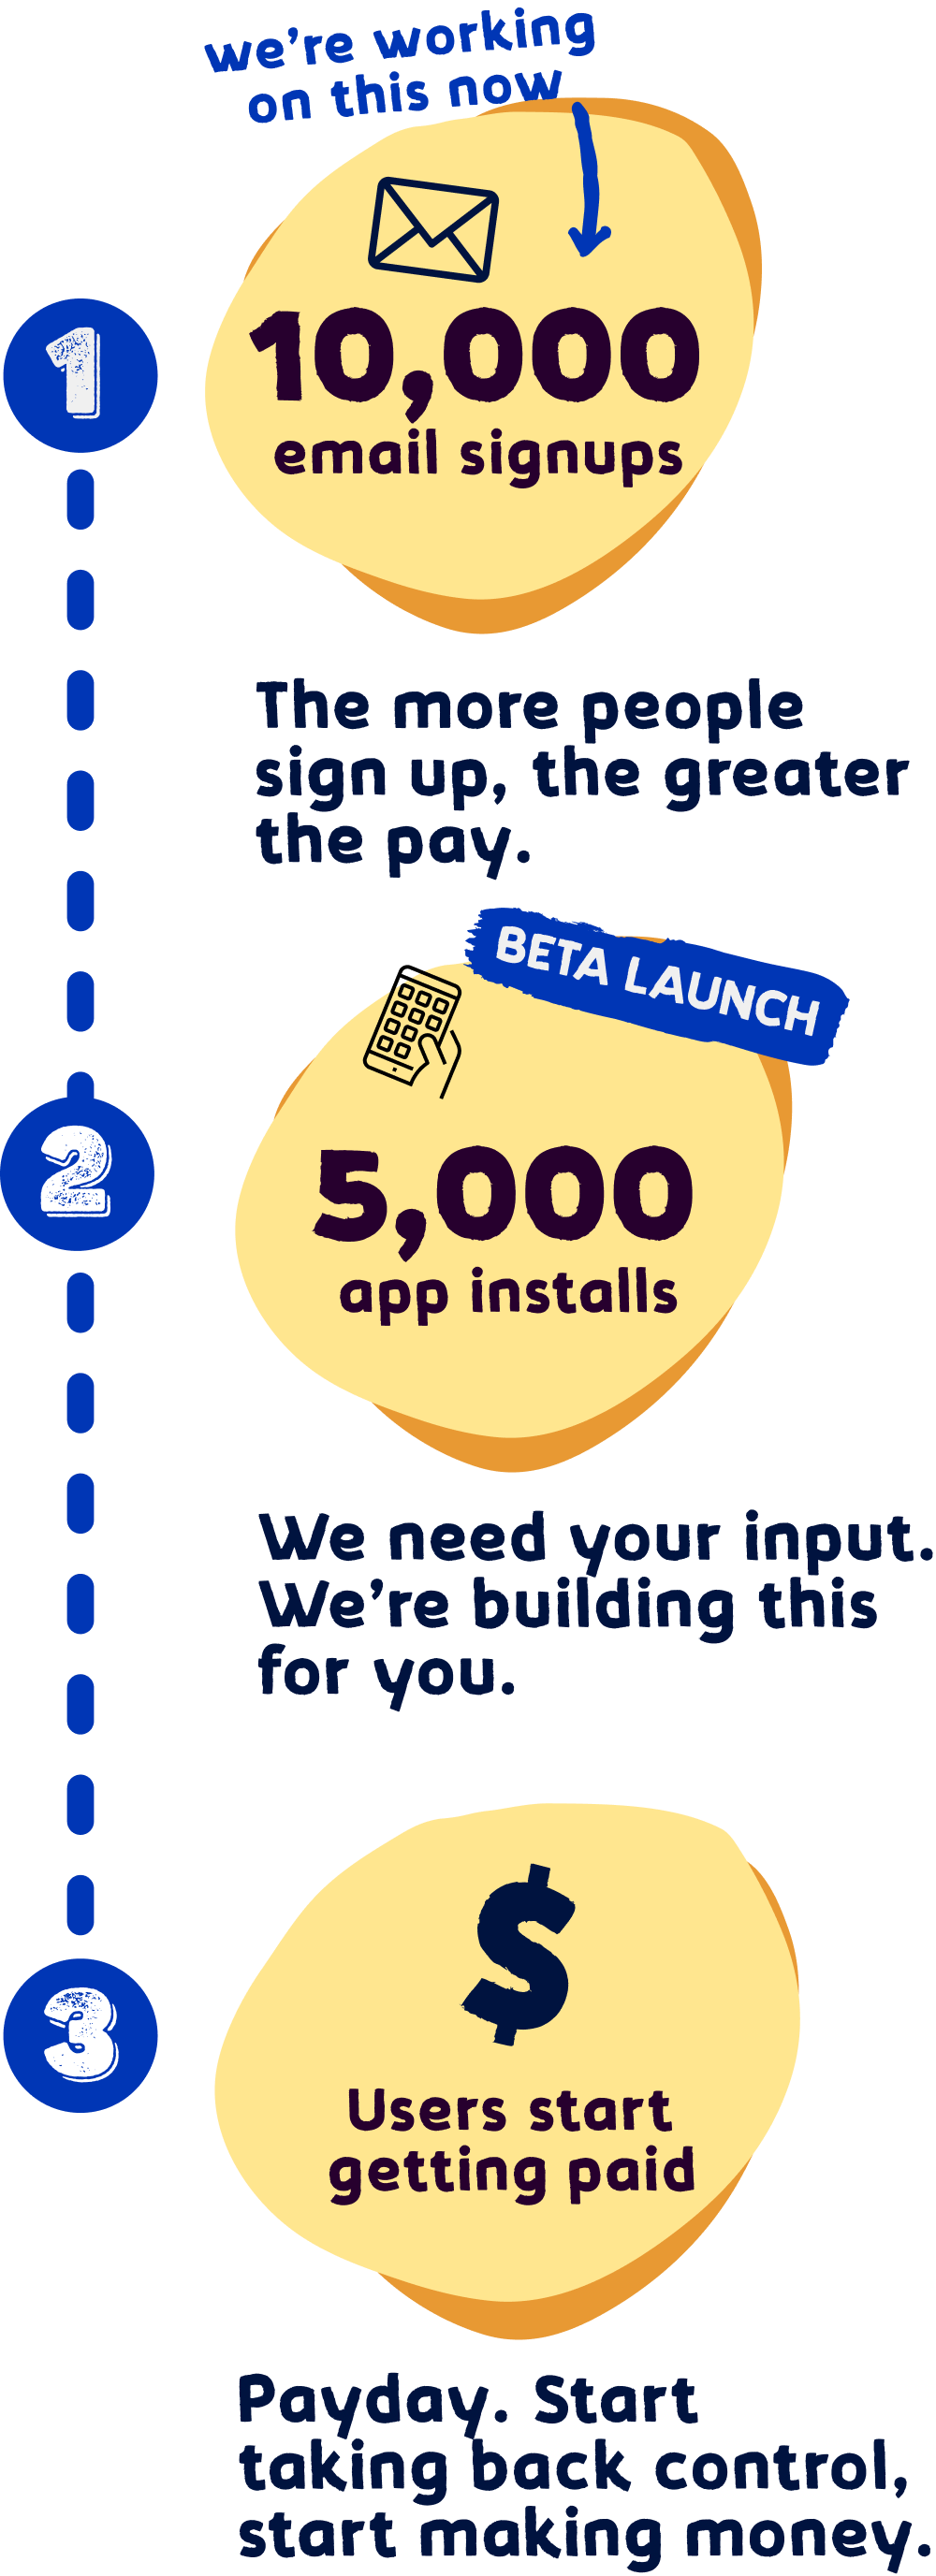 we're working
on this now
1
10,000
email signups
The more people
sign up, the greater
the pay.
BETA LAUNCH
2
5,000
app installs
We need your input.
We're building this
for you.
$
3
Users start
getting paid
Payday. Start
taking back control,
start making money.